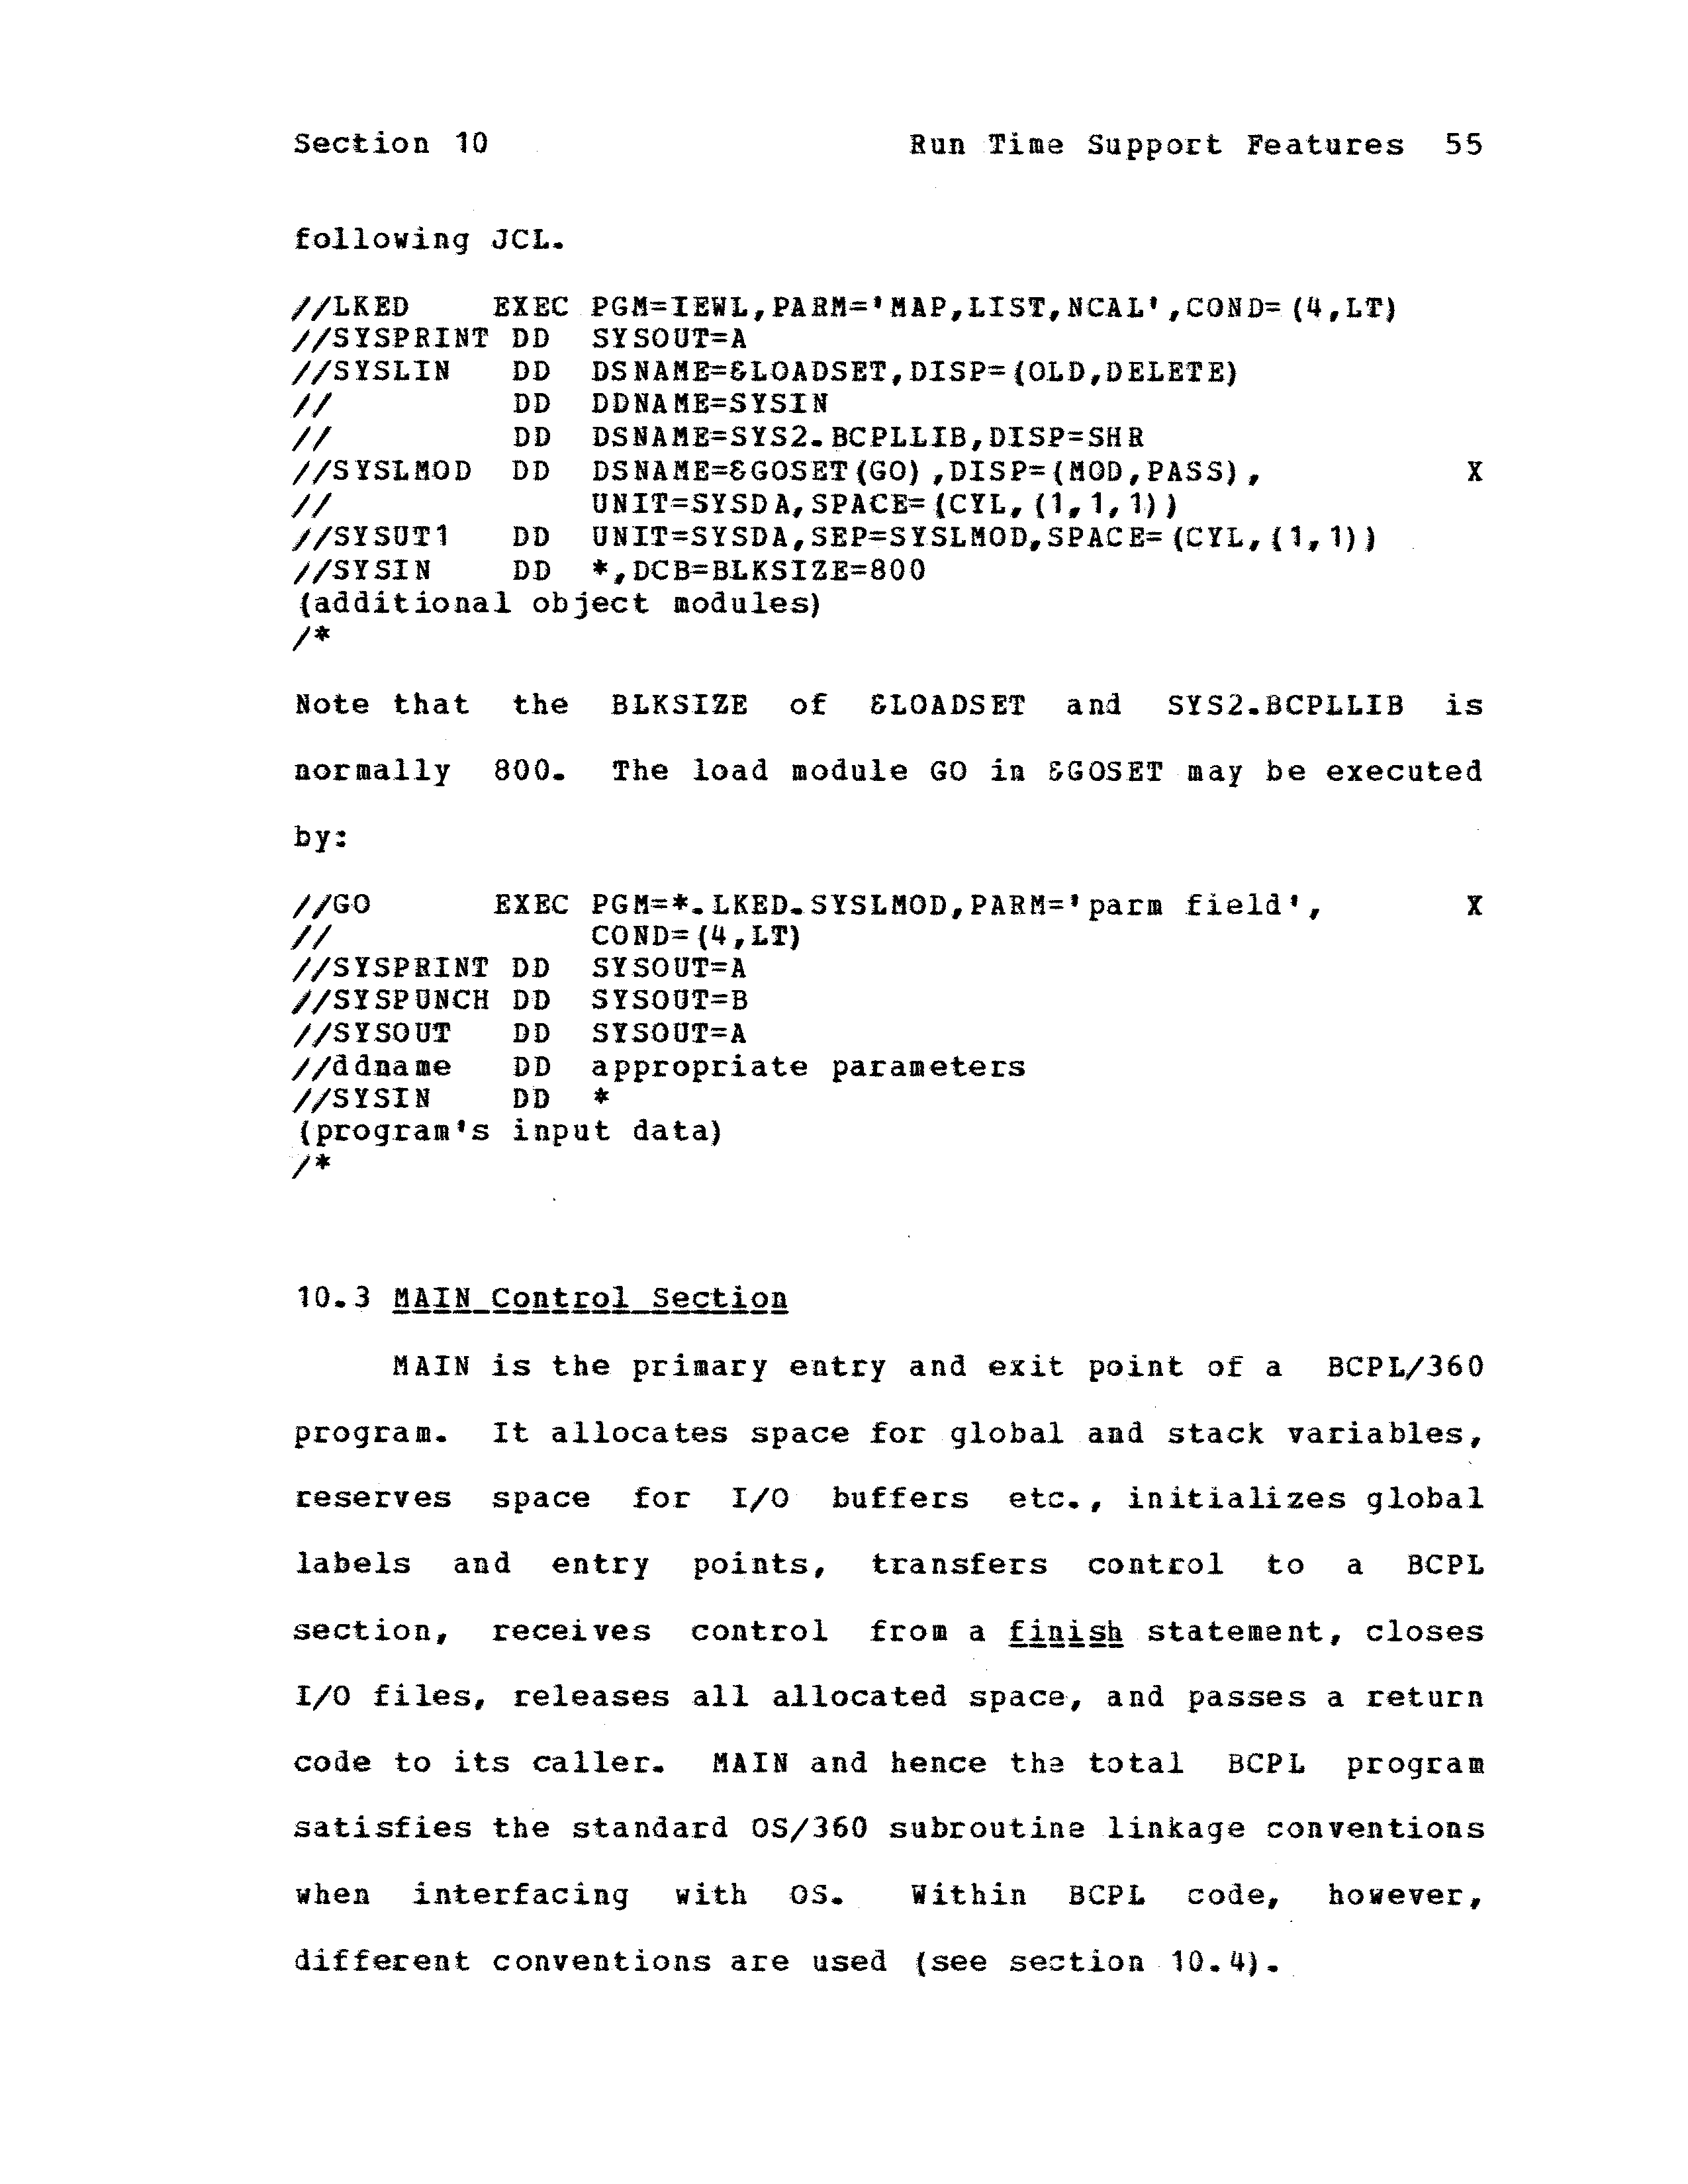 Section 10                     Run Time Support Features  55
following JCL.
//LKED    EXEC PGM=IEWL,PARM='MAP,LIST,NCAL',COND=(4,LT)
//SYSPRINT DD  SYSOUT=A
//SYSLIN   DD  DSNAME=&LOADSET,DISP=(OLD,DELETE)
//         DD  DDNAME=SYSIN
//         DD  DSNAME=SYS2.BCPLLIB,DISP=SHR
//SYSLMOD  DD  DSNAME=&GOSET(GO),DISP=(MOD,PASS),          X
//             UNIT=SYSDA,SPACE=(CYL,(1,1,1))
//SYSUT1   DD  UNIT=SYSDA,SEP=SYSLMOD,SPACE=(CYL,(1,1))
//SYSIN    DD  *,DCB=BLKSIZE=800
(additional object modules)
/*
Note that the BLKSIZE of &LOADSET and SYS2.BCPLLIB is
normally 800. The load module GO in &GOSET may be executed
by:
//GO      EXEC PGM=*.LKED.SYSLMOD,PARM='parm field',       X
//             COND=(4,LT)
//SYSPRINT DD  SYSOUT=A
//SYSPUNCH DD  SYSOUT=B
//SYSOUT   DD  SYSOUT=A
//ddname   DD  appropriate parameters
//SYSIN    DD  *
(program's input data)
/*
10.3 MAIN Control Section
MAIN is the primary entry and exit point of a BCPL/360
program. It allocates space for global and stack variables,
reserves space for I/O buffers etc., initializes global
labels and entry points, transfers control to a BCPL
section, receives control from a finish statement, closes
I/O files, releases all allocated space, and passes a return
code to its caller. MAIN and hence the total BCPL program
satisfies the standard OS/360 subroutine linkage conventions
when interfacing with OS. Within BCPL code, however,
different conventions are used (see section 10.4).